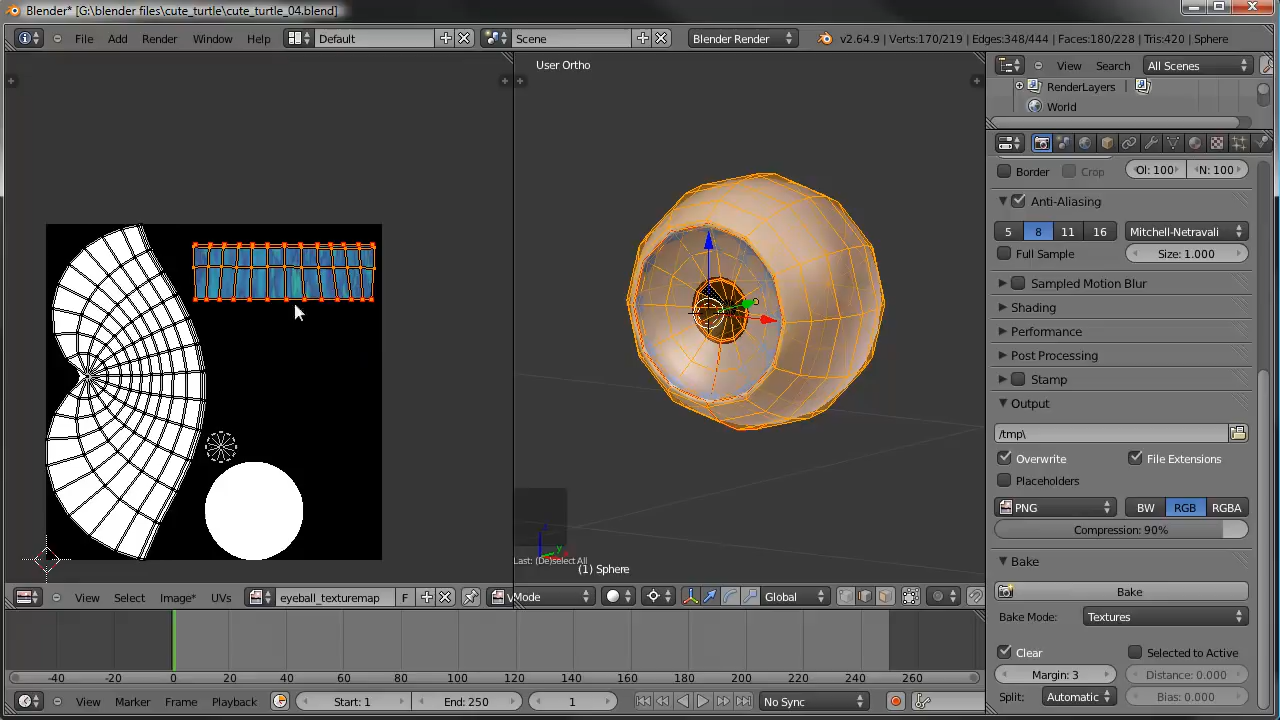 Blender* [G:\blender files\cute_turtle\cute_turtle_04.blend]
File Add Render Window Help Default Scene Blender Render v2.64.9 | Verts:170/219 | Edges:348/444 | Faces:180/228 | Tris:420 | Sphere
User Ortho
View Search All Scenes
RenderLayers
World
Border Crop Ol: 100 N: 100
Anti-Aliasing
5 8 11 16 Mitchell-Netravali
Full Sample Size: 1.000
Sampled Motion Blur
Shading
Performance
Post Processing
Stamp
Output
/tmp\
Overwrite File Extensions
Placeholders
PNG BW RGB RGBA
Compression: 90%
Bake
Bake
Bake Mode: Textures
Clear Selected to Active
Margin: 3 Distance: 0.000
Split: Automatic Bias: 0.000
Last: (De)select All
(1) Sphere
View Select Image* UVs eyeball_texturemap F
Mode Global
-40 -20 0 20 40 60 80 100 120 140 160 180 200 220 240 260
View Marker Frame Playback Start: 1 End: 250 1 No Sync